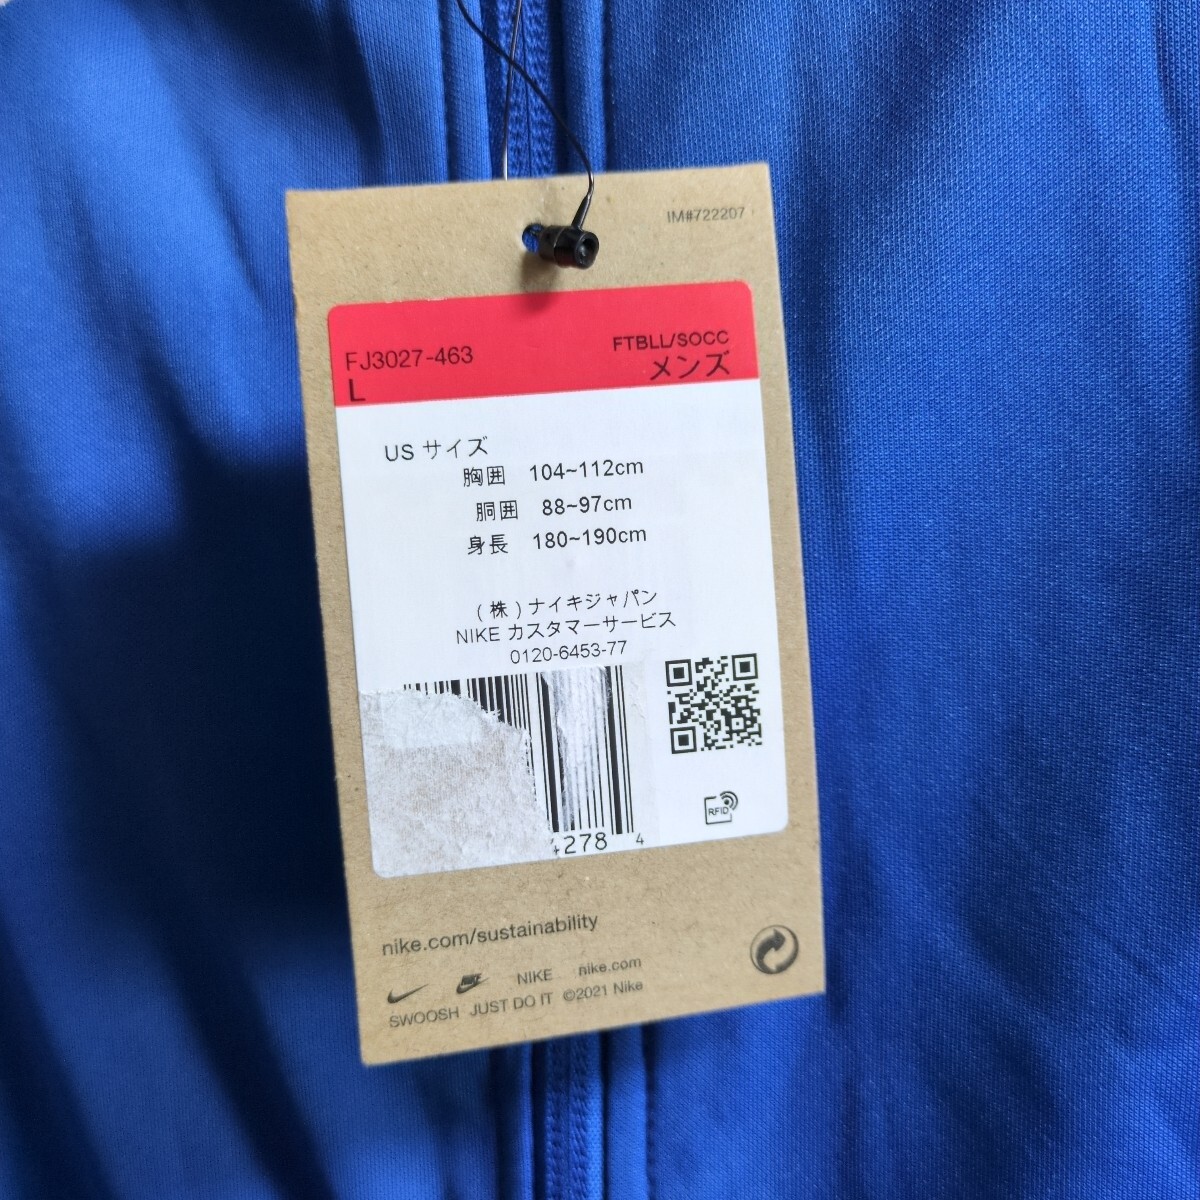 IM#722207
FJ3027-463
FTBLL/SOCC
L
メンズ
US サイズ
胸囲 104~112cm
胴囲 88~97cm
身長 180~190cm
(株)ナイキジャパン
NIKE カスタマーサービス
0120-6453-77
RFID
4278 4
nike.com/sustainability
NIKE nike.com
SWOOSH JUST DO IT ©2021 Nike